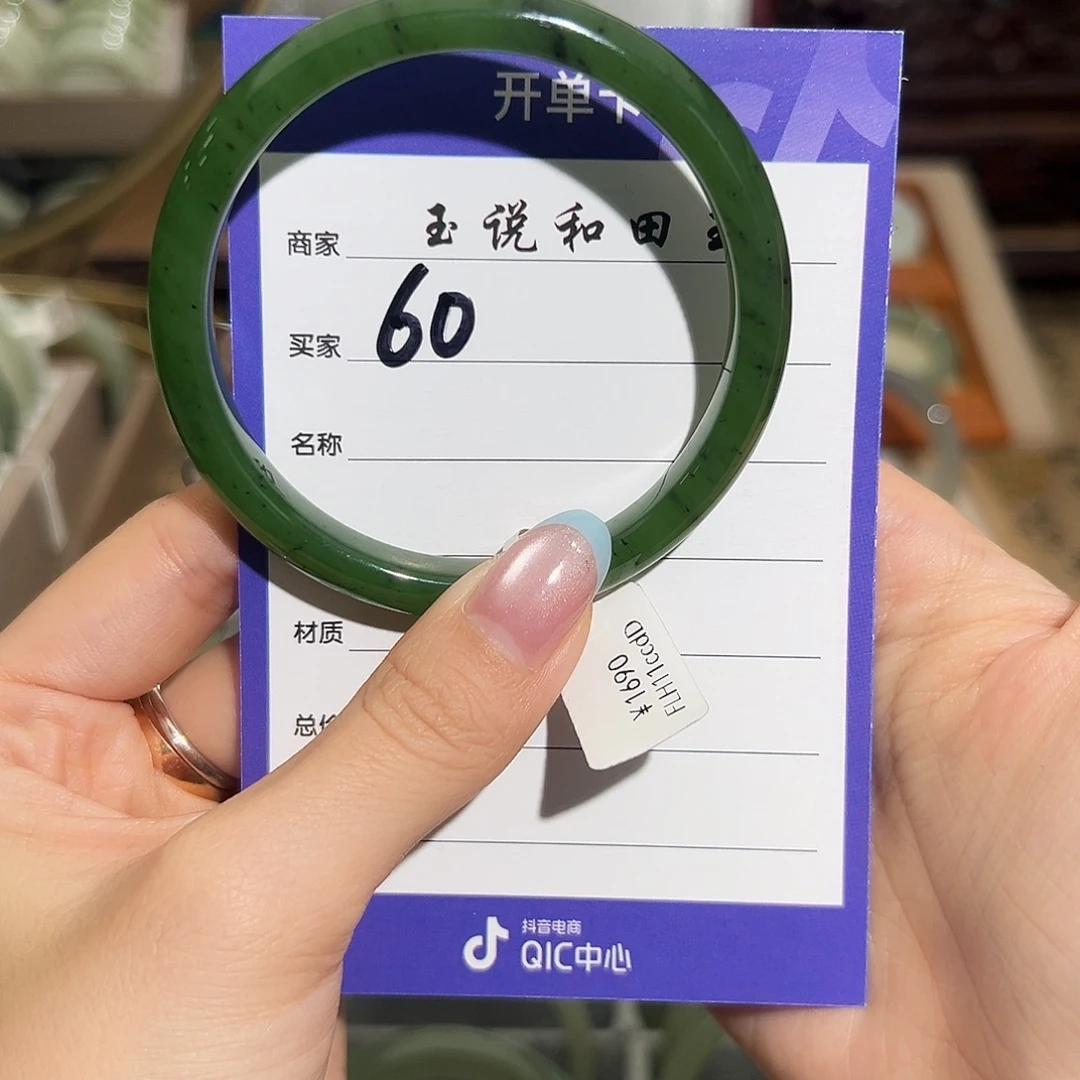 开单卡
商家 玉说和田
买家 60
名称
材质
总价
¥1690
FLH11ccdD
抖音电商
QIC中心